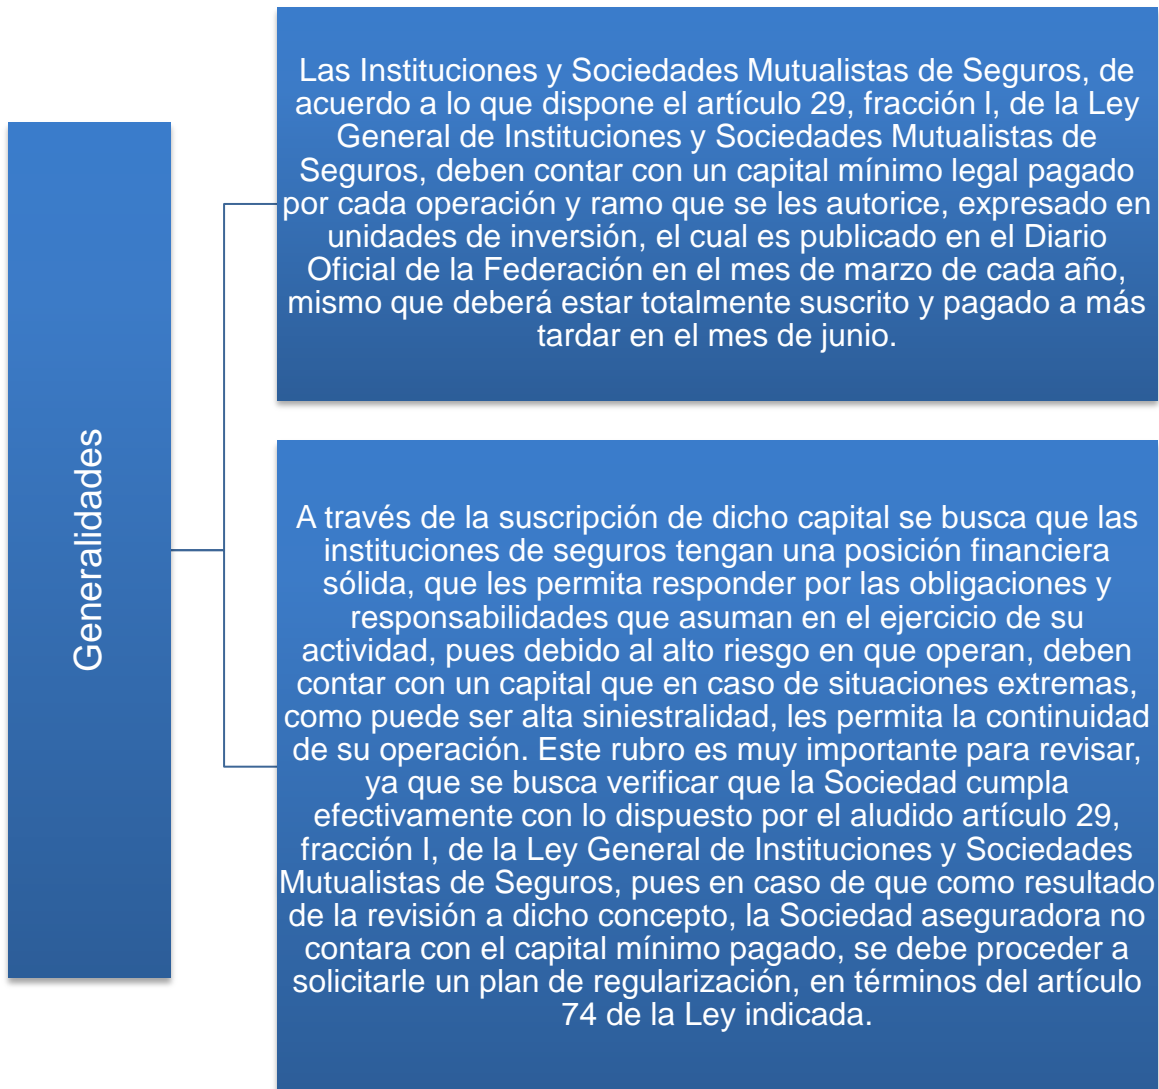 Generalidades
Las Instituciones y Sociedades Mutualistas de Seguros, de
acuerdo a lo que dispone el artículo 29, fracción I, de la Ley
General de Instituciones y Sociedades Mutualistas de
Seguros, deben contar con un capital mínimo legal pagado
por cada operación y ramo que se les autorice, expresado en
unidades de inversión, el cual es publicado en el Diario
Oficial de la Federación en el mes de marzo de cada año,
mismo que deberá estar totalmente suscrito y pagado a más
tardar en el mes de junio.
A través de la suscripción de dicho capital se busca que las
instituciones de seguros tengan una posición financiera
sólida, que les permita responder por las obligaciones y
responsabilidades que asuman en el ejercicio de su
actividad, pues debido al alto riesgo en que operan, deben
contar con un capital que en caso de situaciones extremas,
como puede ser alta siniestralidad, les permita la continuidad
de su operación. Este rubro es muy importante para revisar,
ya que se busca verificar que la Sociedad cumpla
efectivamente con lo dispuesto por el aludido artículo 29,
fracción I, de la Ley General de Instituciones y Sociedades
Mutualistas de Seguros, pues en caso de que como resultado
de la revisión a dicho concepto, la Sociedad aseguradora no
contara con el capital mínimo pagado, se debe proceder a
solicitarle un plan de regularización, en términos del artículo
74 de la Ley indicada.